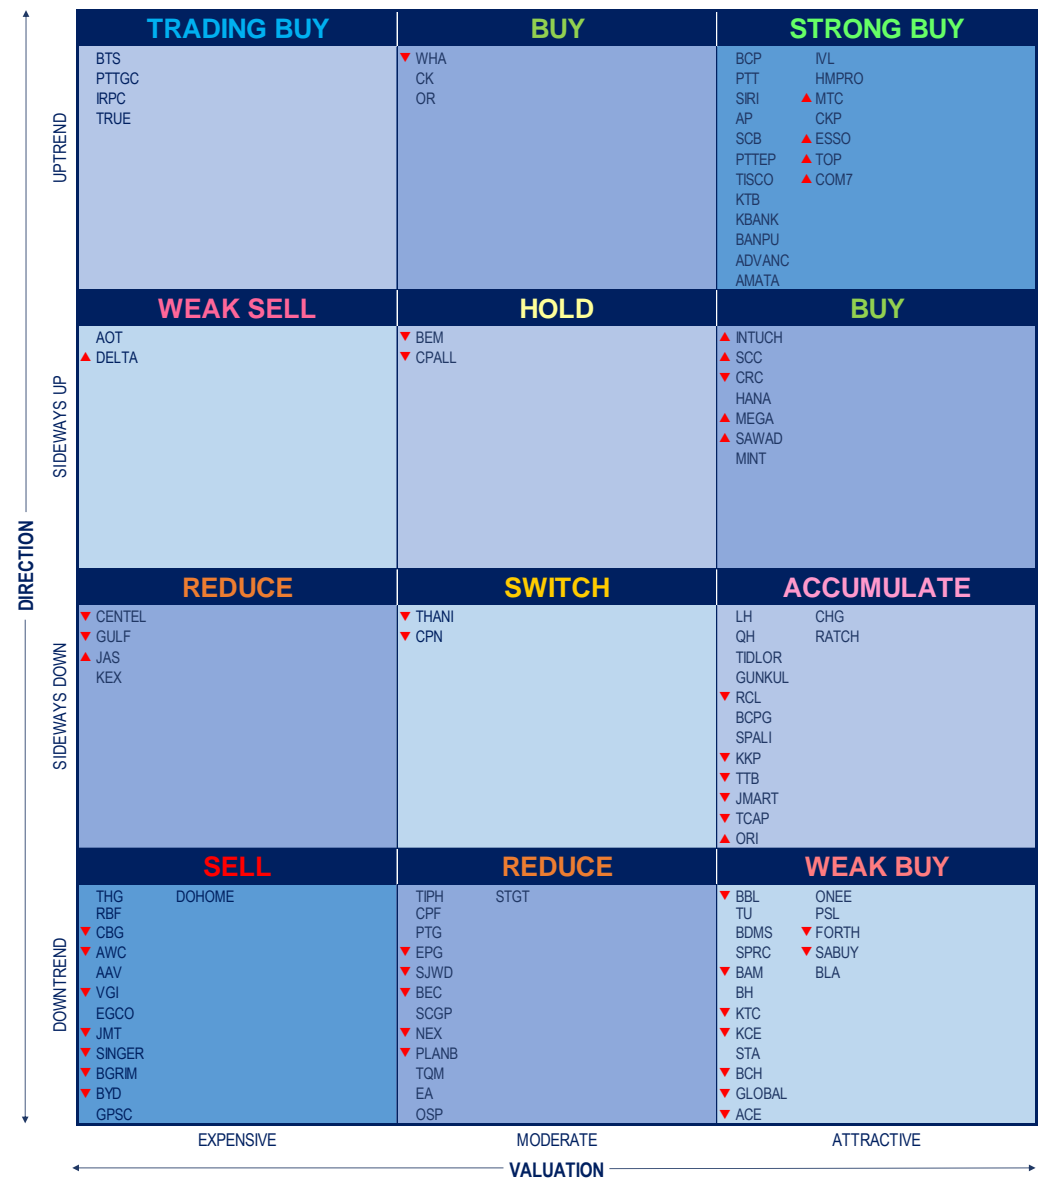 TRADING BUY
BTS
PTTGC
IRPC
TRUE
BUY
▼ WHA
CK
OR
STRONG BUY
BCP IVL
PTT HMPRO
SIRI ▲ MTC
AP CKP
SCB ▲ ESSO
PTTEP ▲ TOP
TISCO ▲ COM7
KTB
KBANK
BANPU
ADVANC
AMATA
UPTREND
WEAK SELL
AOT
▲ DELTA
HOLD
▼ BEM
▼ CPALL
BUY
▲ INTUCH
▲ SCC
▼ CRC
HANA
▲ MEGA
▲ SAWAD
MINT
SIDEWAYS UP
DIRECTION
REDUCE
▼ CENTEL
▼ GULF
▲ JAS
KEX
SWITCH
▼ THANI
▼ CPN
ACCUMULATE
LH CHG
QH RATCH
TIDLOR
GUNKUL
▼ RCL
BCPG
SPALI
▼ KKP
▼ TTB
▼ JMART
▼ TCAP
▲ ORI
SIDEWAYS DOWN
SELL
THG DOHOME
RBF
▼ CBG
▼ AWC
AAV
▼ VGI
EGCO
▼ JMT
▼ SINGER
▼ BGRIM
▼ BYD
GPSC
REDUCE
TIPH STGT
CPF
PTG
▼ EPG
▼ SJWD
▼ BEC
SCGP
▼ NEX
▼ PLANB
TQM
EA
OSP
WEAK BUY
▼ BBL ONEE
TU PSL
BDMS ▼ FORTH
SPRC ▼ SABUY
▼ BAM BLA
BH
▼ KTC
▼ KCE
STA
▼ BCH
▼ GLOBAL
▼ ACE
DOWNTREND
EXPENSIVE
MODERATE
ATTRACTIVE
VALUATION